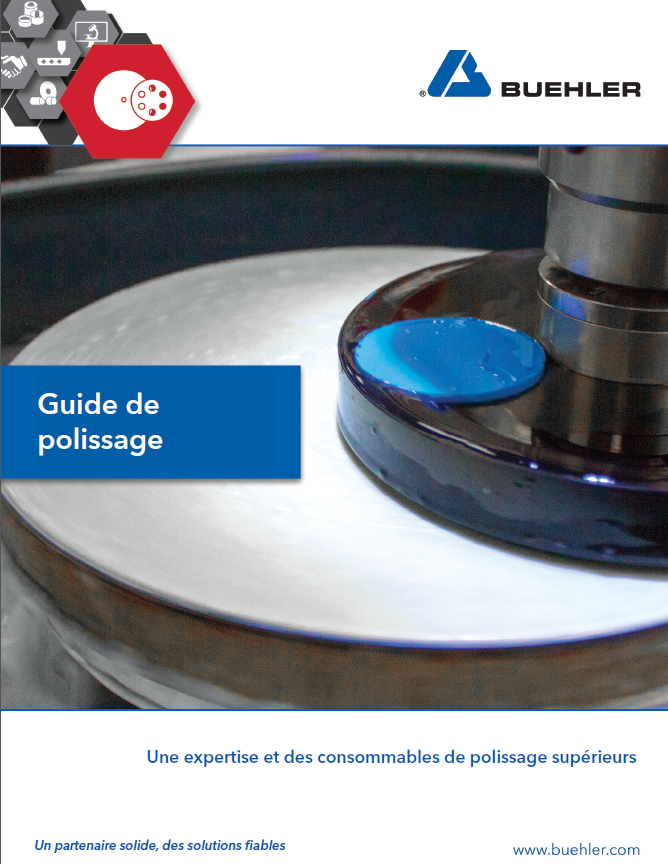 ® BUEHLER
Guide de
polissage
Une expertise et des consommables de polissage supérieurs
Un partenaire solide, des solutions fiables
www.buehler.com